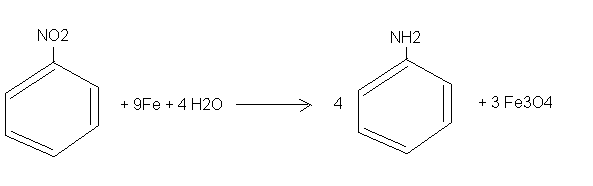 NO2
NH2
+ 9Fe + 4 H2O
4
+ 3 Fe3O4